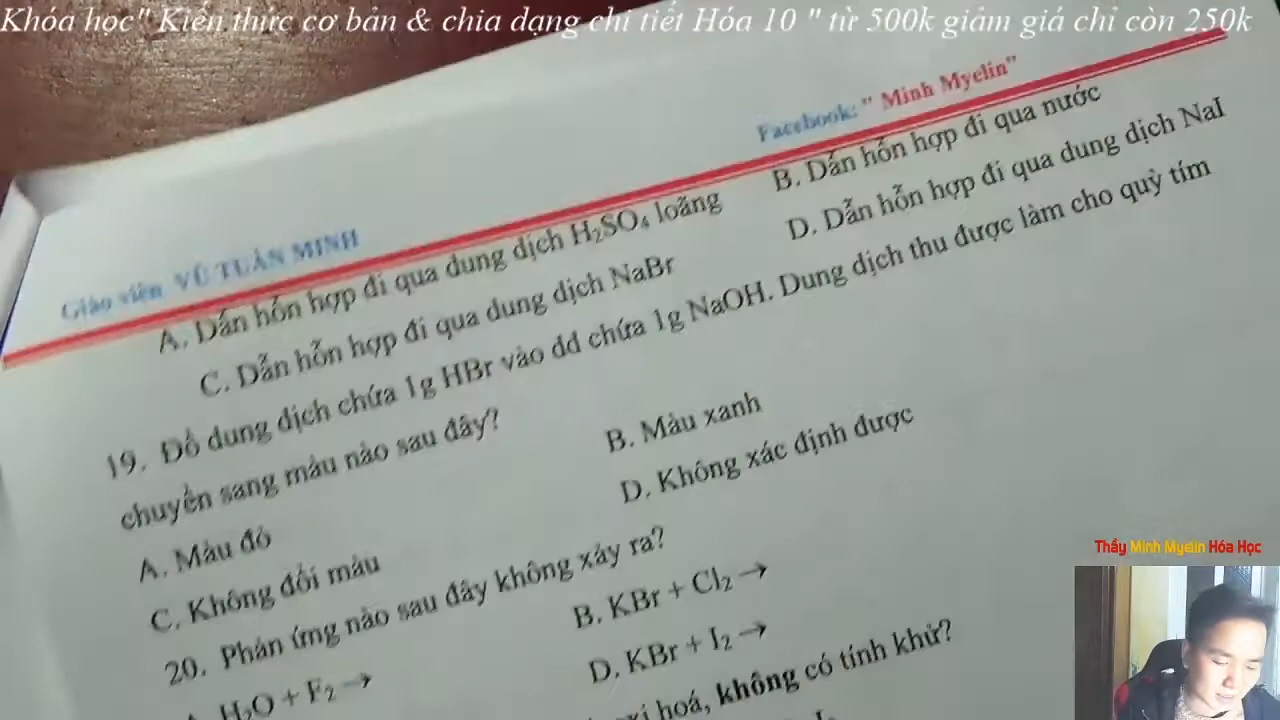 Khóa học" Kiến thức cơ bản & chia dạng chi tiết Hóa 10 " từ 500k giảm giá chỉ còn 250k
Giáo viên VŨ TUẤN MINH
Facebook: " Minh Myelin"
A. Dẫn hỗn hợp đi qua dung dịch H₂SO₄ loãng
B. Dẫn hỗn hợp đi qua nước
C. Dẫn hỗn hợp đi qua dung dịch NaBr
D. Dẫn hỗn hợp đi qua dung dịch NaI
19. Đổ dung dịch chứa 1g HBr vào dd chứa 1g NaOH. Dung dịch thu được làm cho quỳ tím
chuyển sang màu nào sau đây?
A. Màu đỏ
B. Màu xanh
C. Không đổi màu
D. Không xác định được
20. Phản ứng nào sau đây không xảy ra?
H₂O + F₂ →
B. KBr + Cl₂ →
D. KBr + I₂ →
hoá, không có tính khử?
Thầy Minh Myelin Hóa Học